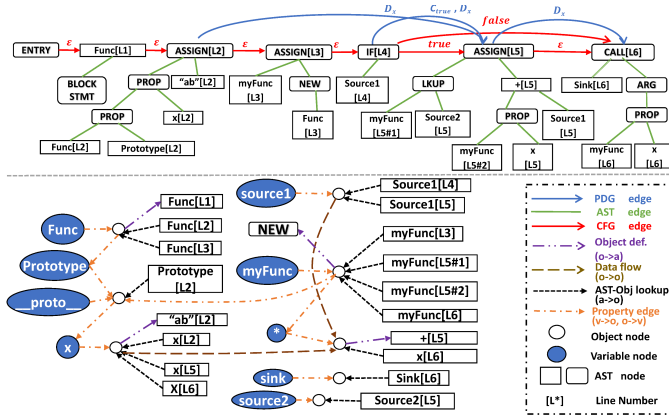 D_x
C_true , D_x
D_x
false
ENTRY
ε
Func[L1]
ε
ASSIGN[L2]
ε
ASSIGN[L3]
ε
IF[L4]
true
ASSIGN[L5]
ε
CALL[L6]
BLOCK
STMT
PROP
"ab"[L2]
myFunc
[L3]
NEW
Source1
[L4]
LKUP
+[L5]
Sink[L6]
ARG
PROP
x[L2]
Func
[L3]
myFunc
[L5#1]
Source2
[L5]
PROP
Source1
[L5]
PROP
Func[L2]
Prototype[L2]
myFunc
[L5#2]
x
[L5]
myFunc
[L6]
x
[L6]
Func
Prototype
__proto__
x
Func[L1]
Func[L2]
Func[L3]
Prototype
[L2]
"ab"[L2]
x[L2]
x[L5]
X[L6]
source1
NEW
myFunc
*
sink
source2
Source1[L4]
Source1[L5]
myFunc[L3]
myFunc[L5#1]
myFunc[L5#2]
myFunc[L6]
+[L5]
x[L6]
Sink[L6]
Source2[L5]
PDG edge
AST edge
CFG edge
Object def.
(o->a)
Data flow
(o->o)
AST-Obj lookup
(a->o)
Property edge
(v->o, o->v)
Object node
Variable node
AST node
[L*] Line Number